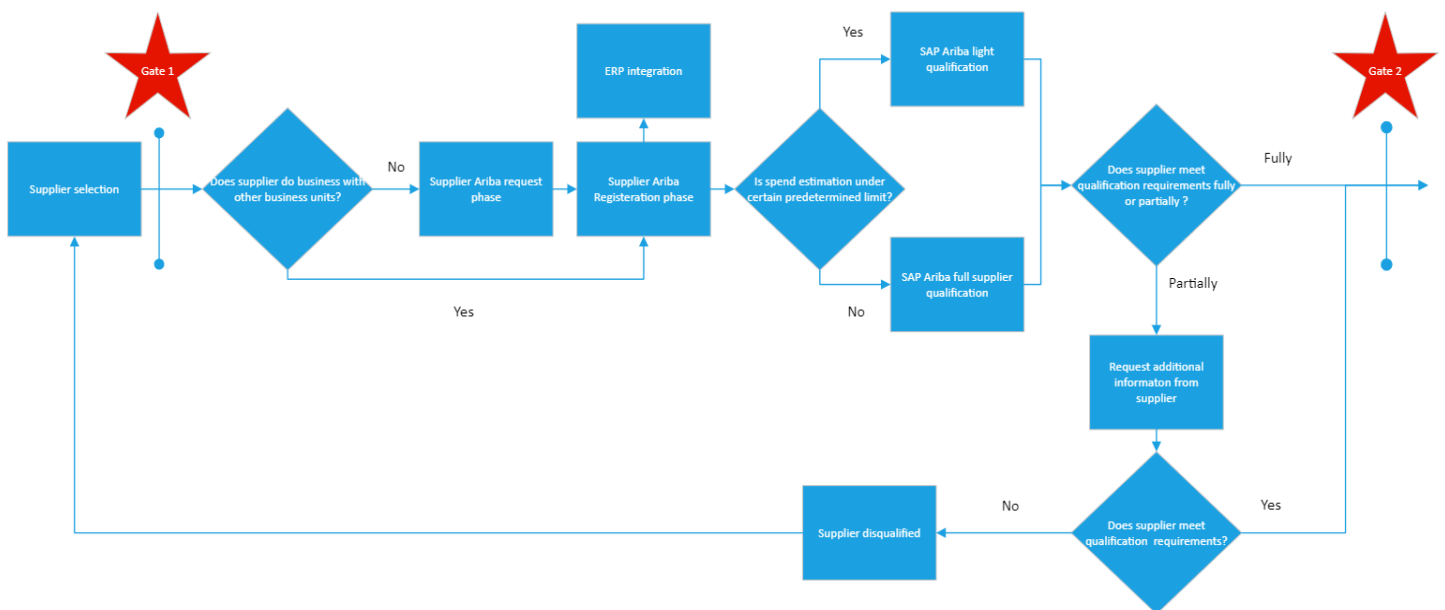 Gate 1
Gate 2
Yes
SAP Ariba light
qualification
ERP integration
Supplier selection
Does supplier do business with
other business units?
No
Supplier Ariba request
phase
Supplier Ariba
Registeration phase
Is spend estimation under
certain predetermined limit?
Does supplier meet
qualification requirements fully
or partially ?
Fully
SAP Ariba full supplier
qualification
Yes
No
Partially
Request additional
informaton from
supplier
Supplier disqualified
No
Does supplier meet
qualification requirements?
Yes